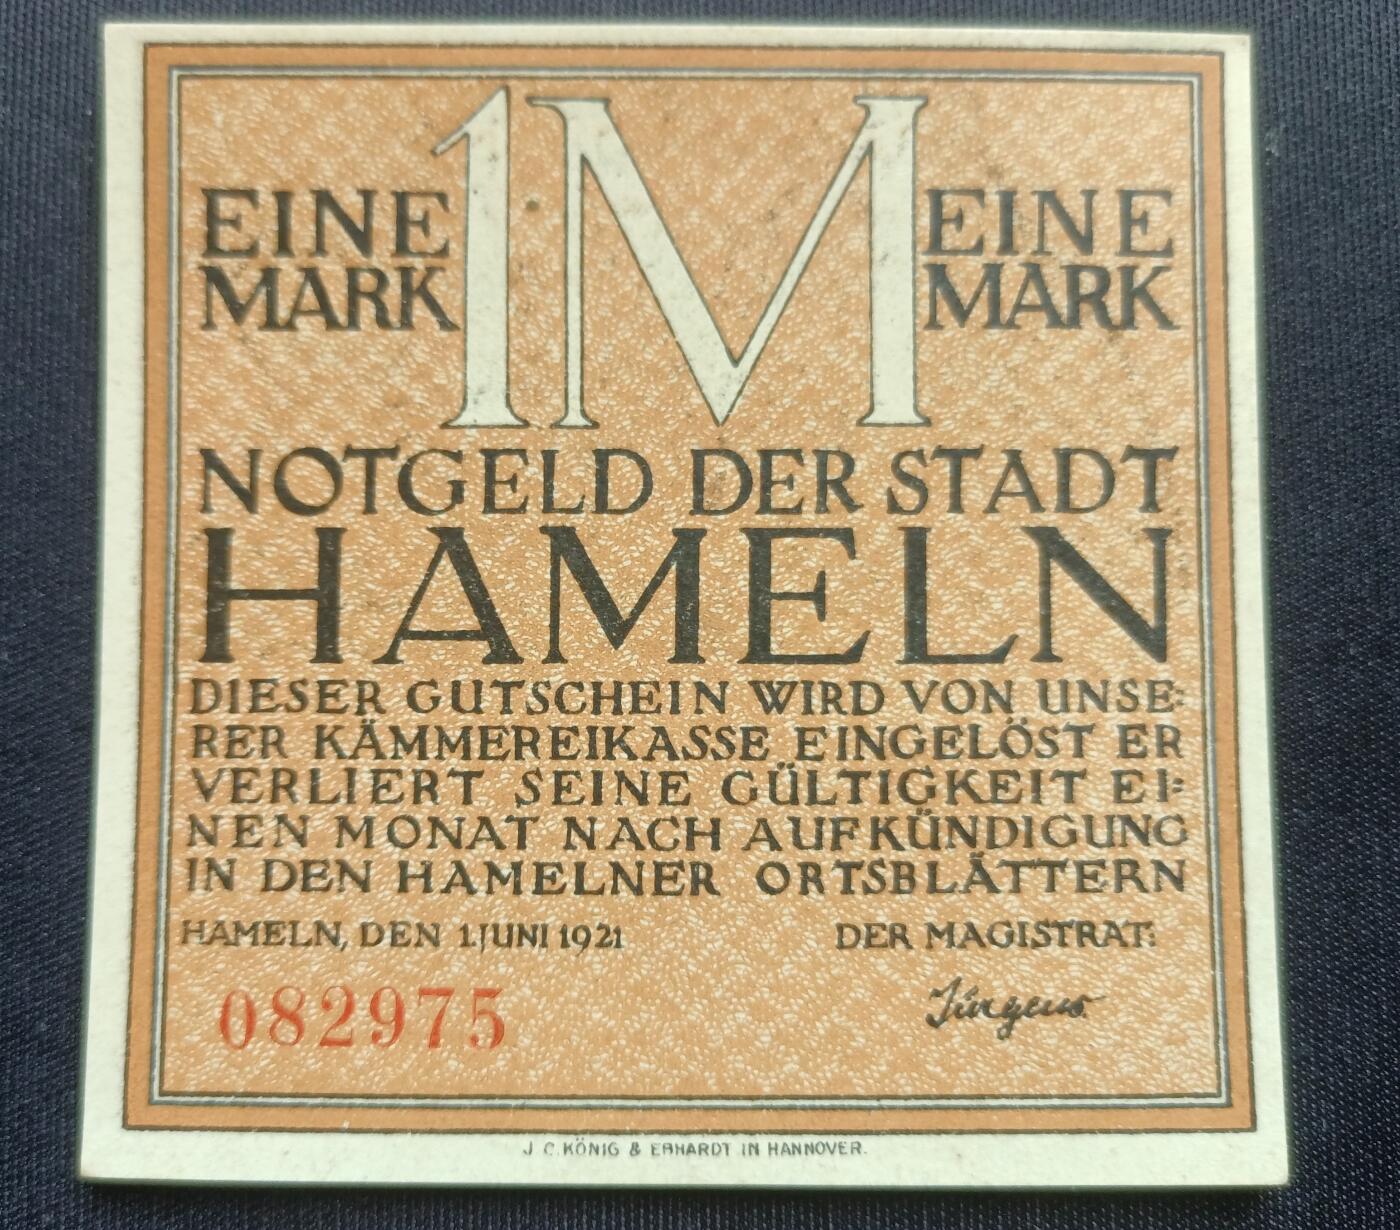 1M
EINE MARK
EINE MARK
NOTGELD DER STADT
HAMELN
DIESER GUTSCHEIN WIRD VON UNSE=
RER KÄMMEREIKASSE EINGELÖST ER
VERLIERT SEINE GÜLTIGKEIT EI=
NEN MONAT NACH AUFKÜNDIGUNG
IN DEN HAMELNER ORTSBLÄTTERN
HAMELN, DEN 1.JUNI 1921 DER MAGISTRAT:
082975 Jürgens
J. C. KÖNIG & EBHARDT IN HANNOVER.